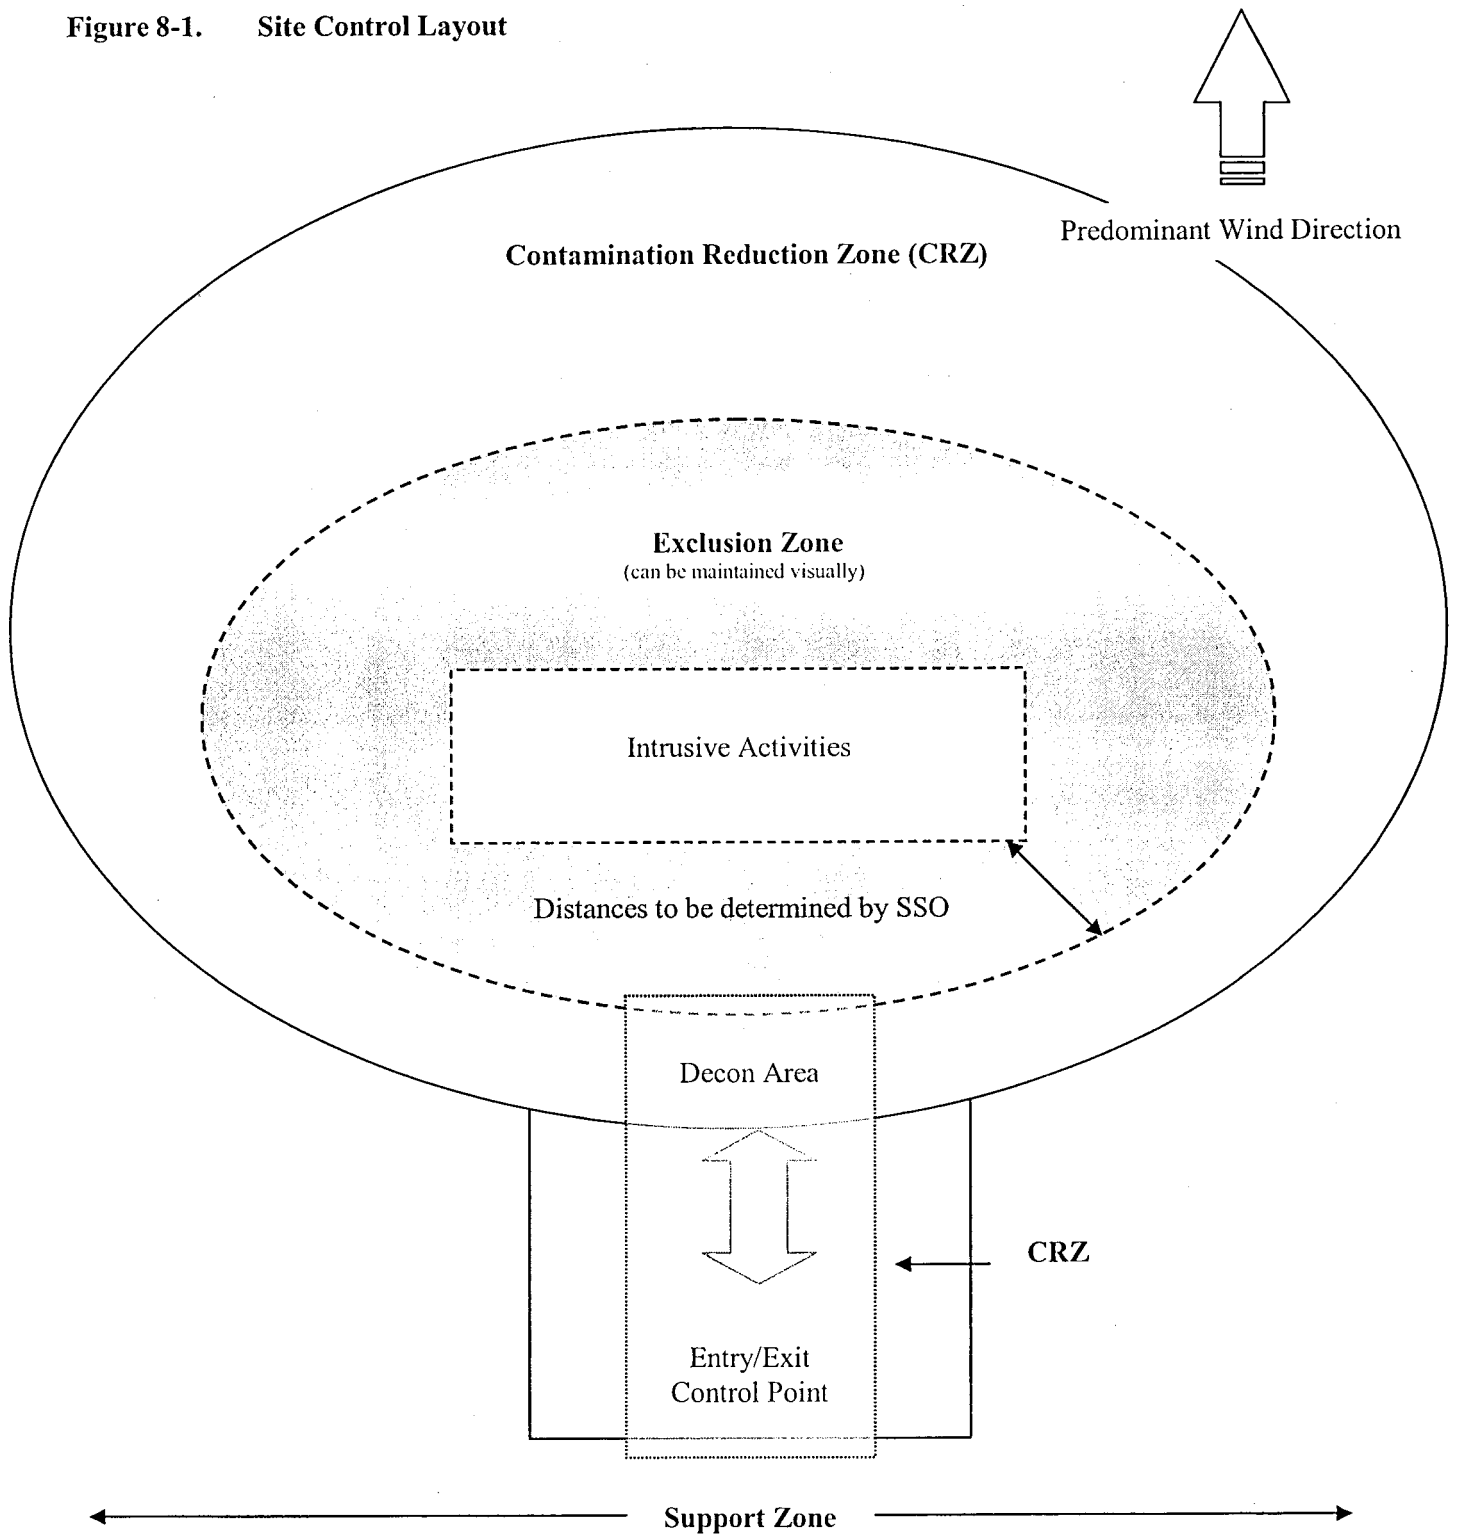 Figure 8-1. Site Control Layout
Predominant Wind Direction
Contamination Reduction Zone (CRZ)
Exclusion Zone
(can be maintained visually)
Intrusive Activities
Distances to be determined by SSO
Decon Area
CRZ
Entry/Exit
Control Point
Support Zone